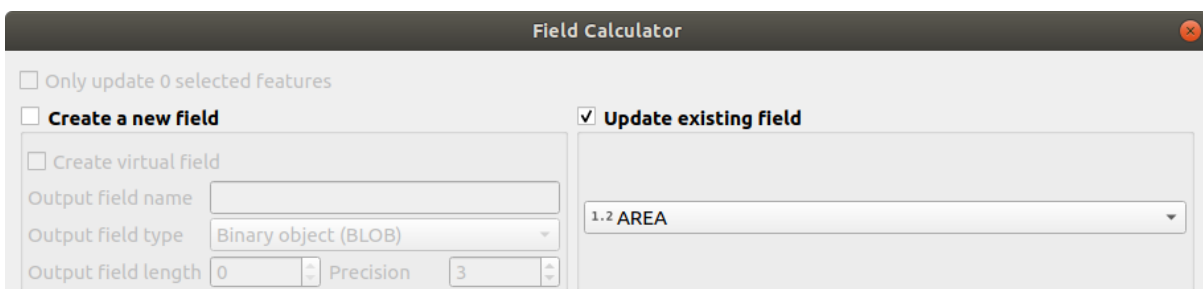 Field Calculator
Only update 0 selected features
Create a new field
Update existing field
Create virtual field
Output field name
1.2 AREA
Output field type Binary object (BLOB)
Output field length 0 Precision 3